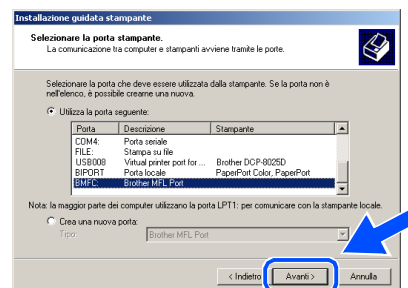 Installazione guidata stampante
Selezionare la porta stampante.
La comunicazione tra computer e stampanti avviene tramite le porte.
Selezionare la porta che deve essere utilizzata dalla stampante. Se la porta non è
nell'elenco, è possibile crearne una nuova.
Utilizza la porta seguente:
Porta Descrizione Stampante
COM4: Porta seriale
FILE: Stampa su file
USB008 Virtual printer port for ... Brother DCP-8025D
BIPORT Porta locale PaperPort Color, PaperPort
BMFC: Brother MFL Port
Nota: la maggior parte dei computer utilizzano la porta LPT1: per comunicare con la stampante locale.
Crea una nuova porta:
Tipo: Brother MFL Port
< Indietro Avanti > Annulla